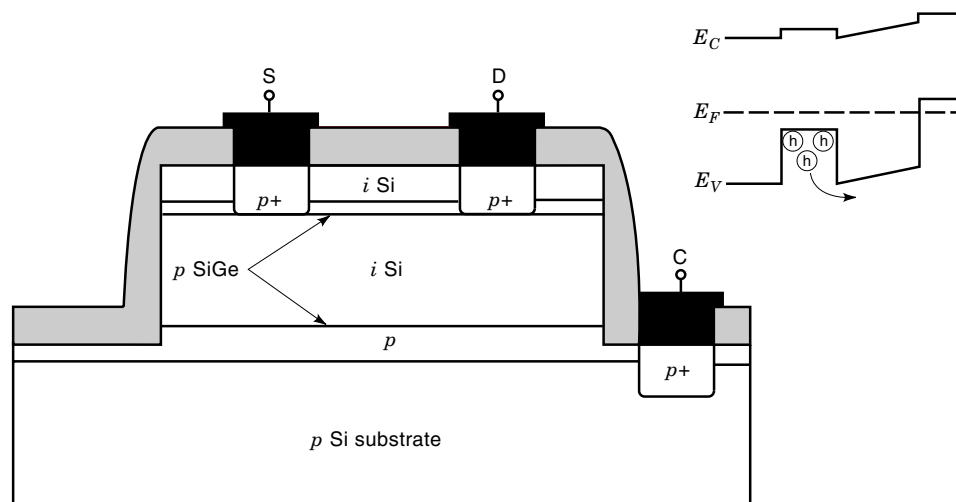 E_C
S
D
E_F
h h
h
i Si
E_V
p+
p+
C
p SiGe
i Si
p
p+
p Si substrate